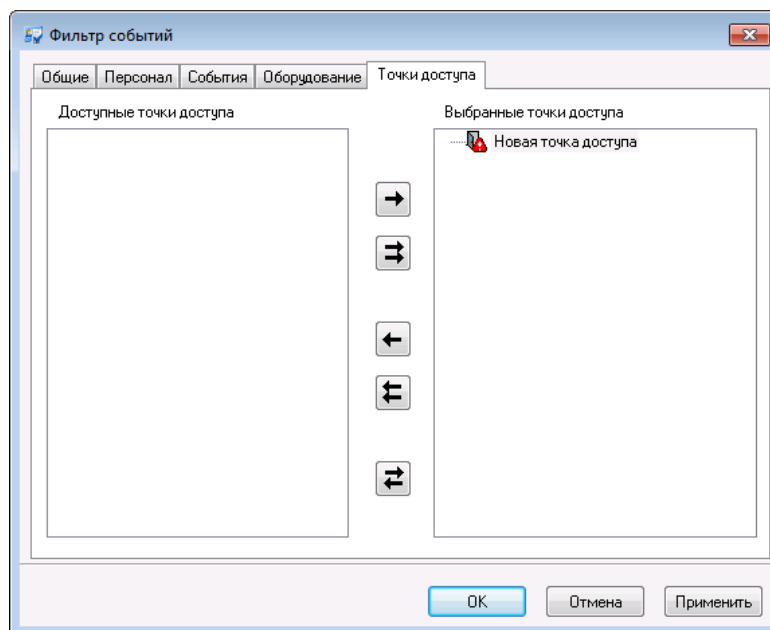 Фильтр событий
Общие Персонал События Оборудование Точки доступа
Доступные точки доступа Выбранные точки доступа
Новая точка доступа
OK Отмена Применить